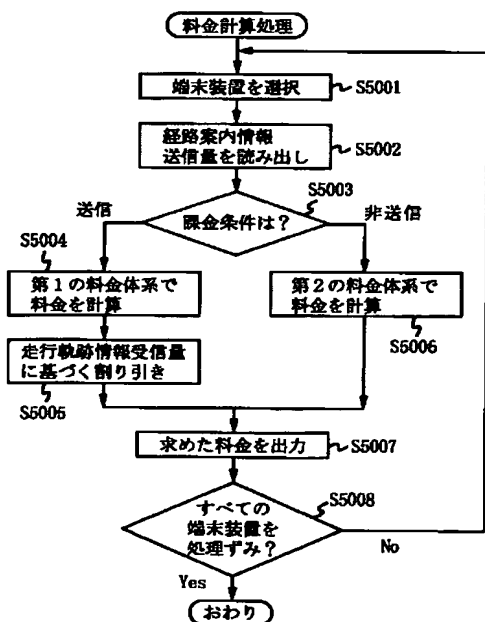 料金計算処理
端末装置を選択
S5001
経路案内情報
送信量を読み出し
S5002
S5003
課金条件は？
送信
非送信
S5004
第1の料金体系で
料金を計算
第2の料金体系で
料金を計算
S5006
走行軌跡情報受信量
に基づく割り引き
S5005
求めた料金を出力
S5007
S5008
すべての
端末装置を
処理ずみ？
No
Yes
おわり